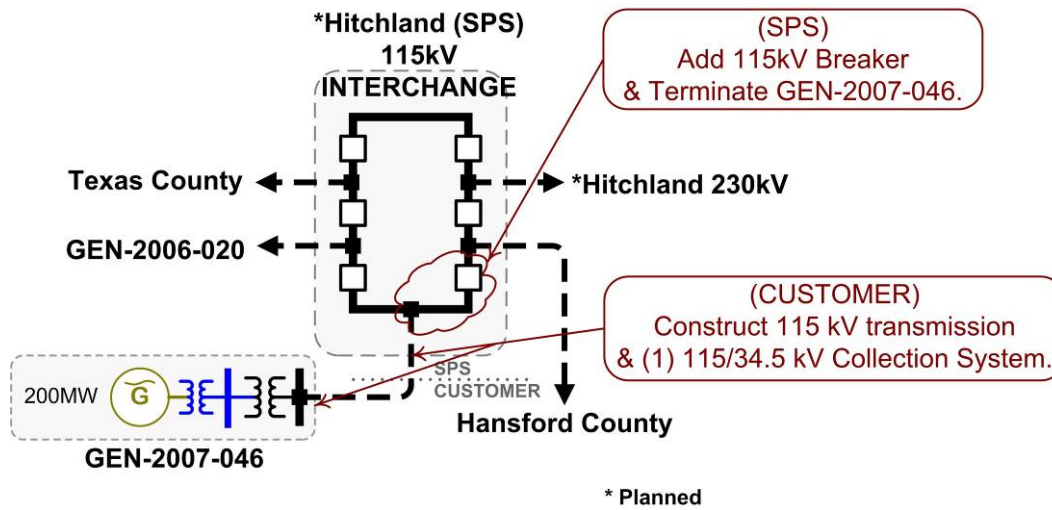 *Hitchland (SPS)
115kV
INTERCHANGE
(SPS)
Add 115kV Breaker
& Terminate GEN-2007-046.
Texas County
*Hitchland 230kV
GEN-2006-020
(CUSTOMER)
Construct 115 kV transmission
& (1) 115/34.5 kV Collection System.
SPS
CUSTOMER
200MW
G
Hansford County
GEN-2007-046
* Planned